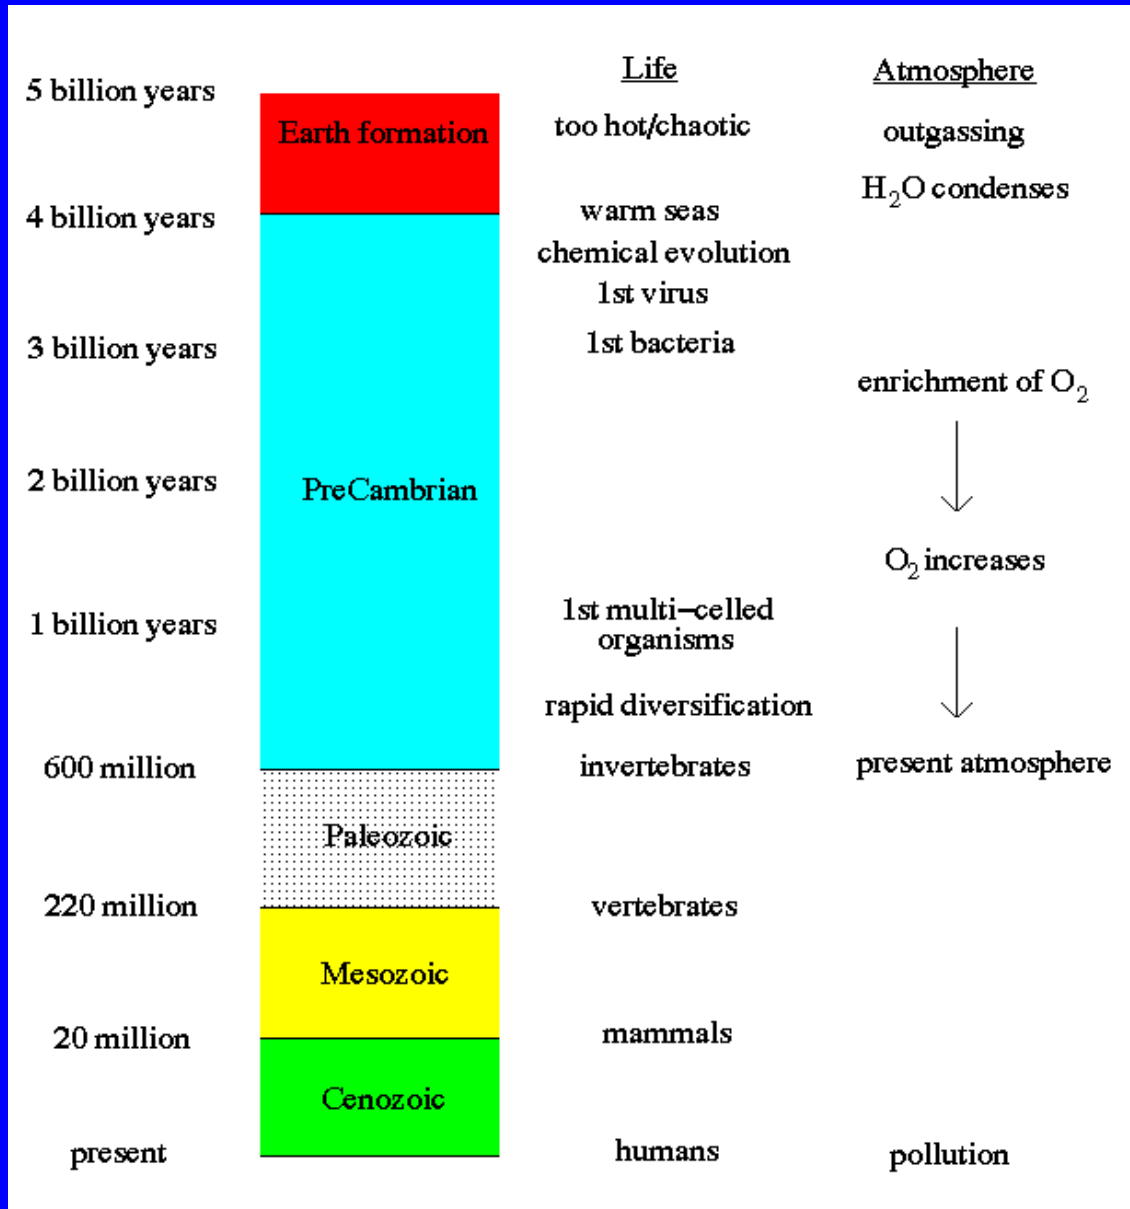 Life
Atmosphere
5 billion years
Earth formation
too hot/chaotic
outgassing
H₂O condenses
4 billion years
warm seas
chemical evolution
1st virus
3 billion years
1st bacteria
enrichment of O₂
2 billion years
PreCambrian
O₂ increases
1 billion years
1st multi-celled
organisms
rapid diversification
600 million
invertebrates
present atmosphere
Paleozoic
220 million
vertebrates
Mesozoic
20 million
mammals
Cenozoic
present
humans
pollution